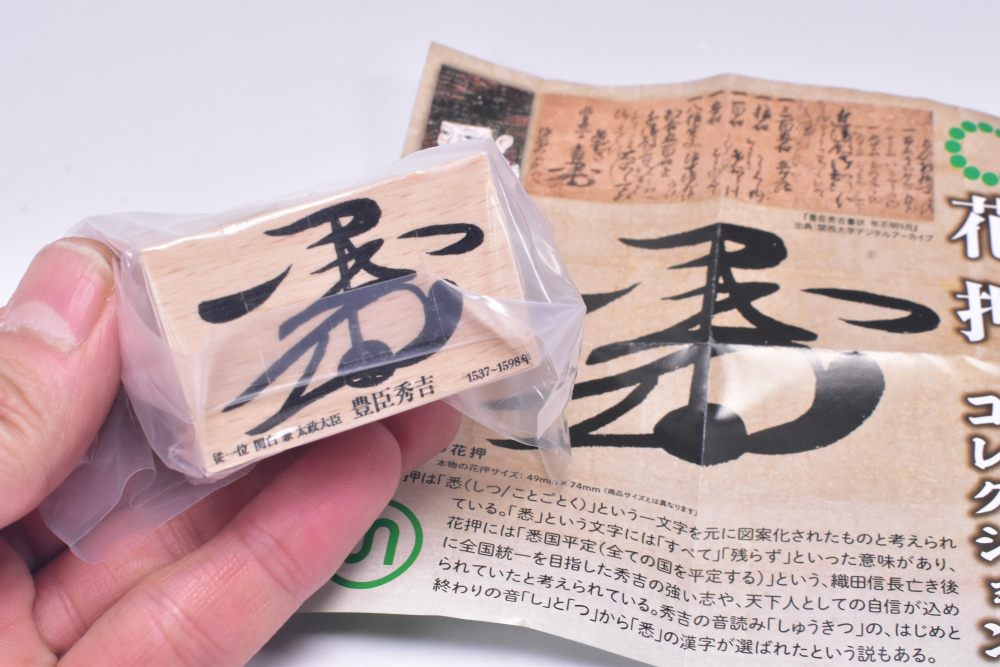 豊臣秀吉
1537~1598年
従一位 関白 兼 太政大臣
『豊臣秀吉書状 年不明9月』
出典 関西大学デジタルアーカイブ
花押コレクション
の花押
本物の花押サイズ：49mm×74mm（商品サイズとは異なります）
押は「悉(しつ/ことごとく)」という一文字を元に図案化されたものと考えられ
ている。「悉」という文字には「すべて」「残らず」といった意味があり、
花押には「悉国平定(全ての国を平定する)」という、織田信長亡き後
に全国統一を目指した秀吉の強い志や、天下人としての自信が込め
られていたと考えられている。秀吉の音読み「しゅうきつ」の、はじめと
終わりの音「し」と「つ」から「悉」の漢字が選ばれたという説もある。